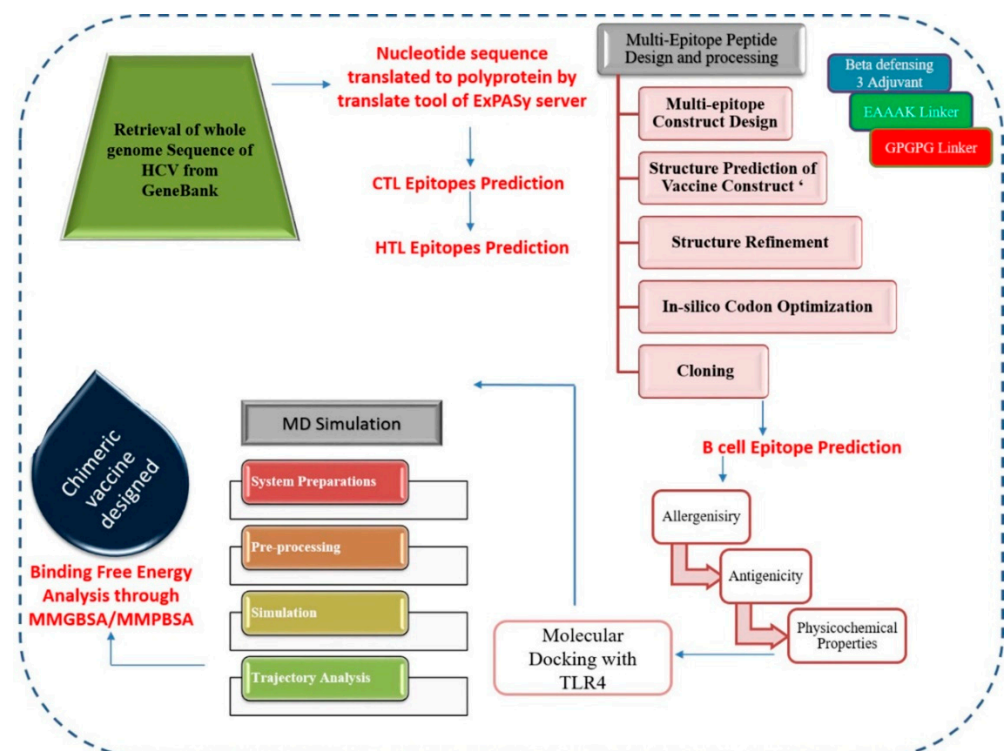 Retrieval of whole
genome Sequence of
HCV from
GeneBank
Nucleotide sequence
translated to polyprotein by
translate tool of ExPASy server
CTL Epitopes Prediction
HTL Epitopes Prediction
Multi-Epitope Peptide
Design and processing
Beta defensing
3 Adjuvant
EAAAK Linker
GPGPG Linker
Multi-epitope
Construct Design
Structure Prediction of
Vaccine Construct ‘
Structure Refinement
In-silico Codon Optimization
Cloning
B cell Epitope Prediction
Allergenisiry
Antigenicity
Physicochemical
Properties
Molecular
Docking with
TLR4
MD Simulation
System Preparations
Pre-processing
Simulation
Trajectory Analysis
Chimeric
vaccine
designed
Binding Free Energy
Analysis through
MMGBSA/MMPBSA